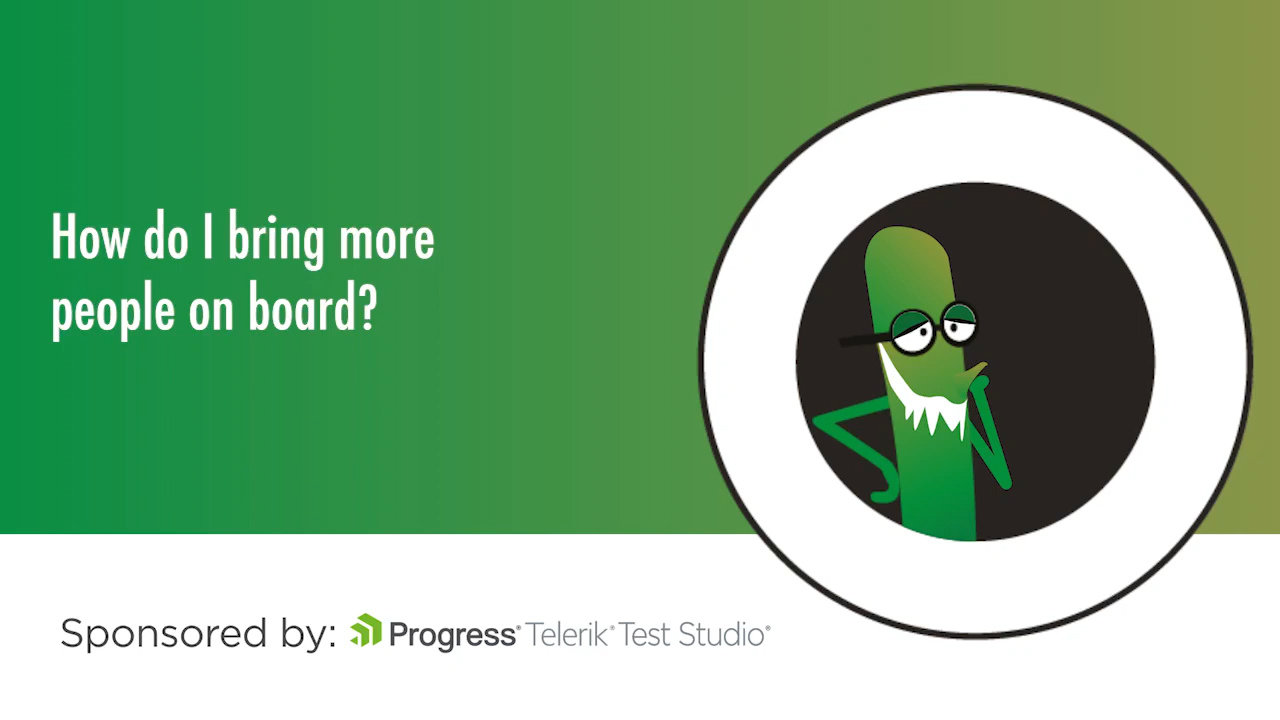 How do I bring more
people on board?
Sponsored by: Progress® Telerik® Test Studio®